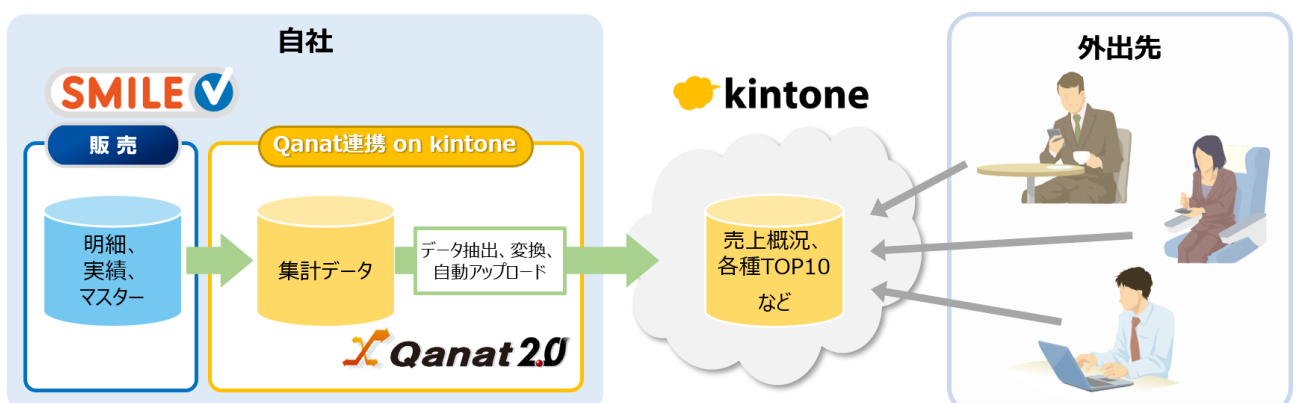 自社
SMILE V
販売
Qanat連携 on kintone
明細、
実績、
マスター
集計データ
データ抽出、変換、
自動アップロード
Qanat 2.0
kintone
売上概況、
各種TOP10
など
外出先